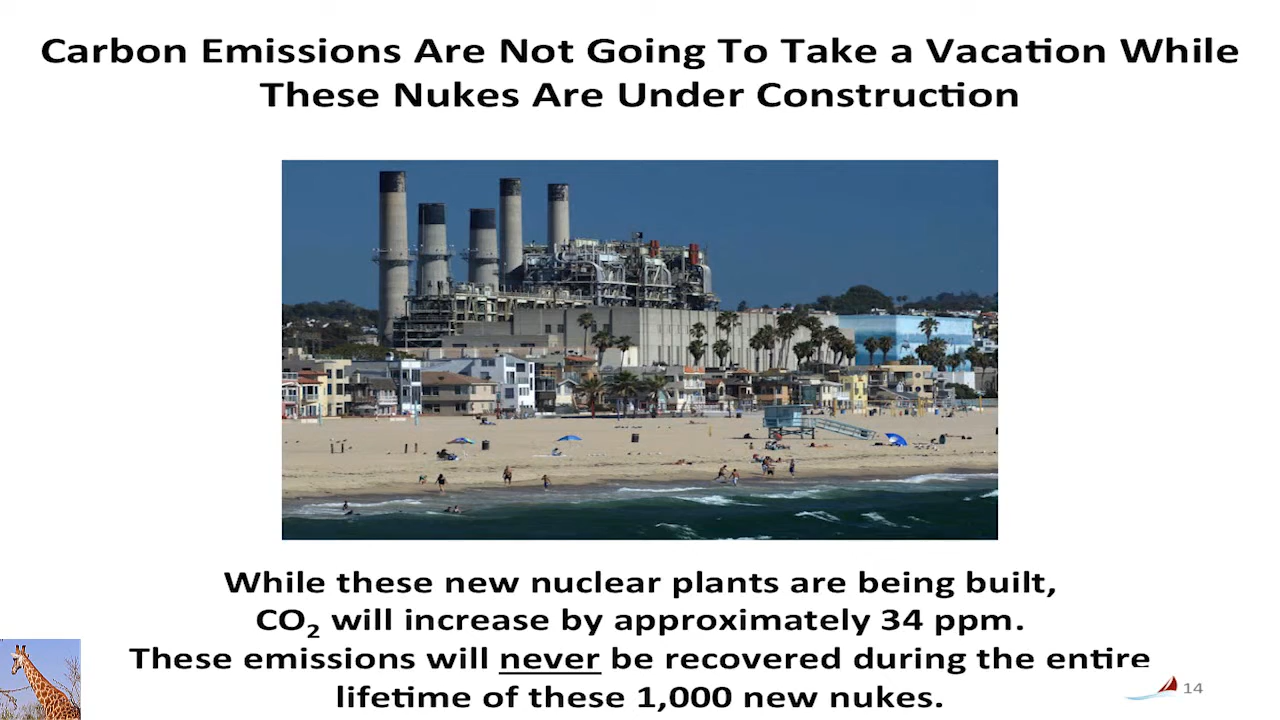 Carbon Emissions Are Not Going To Take a Vacation While
These Nukes Are Under Construction
While these new nuclear plants are being built,
CO₂ will increase by approximately 34 ppm.
These emissions will never be recovered during the entire
lifetime of these 1,000 new nukes.
14